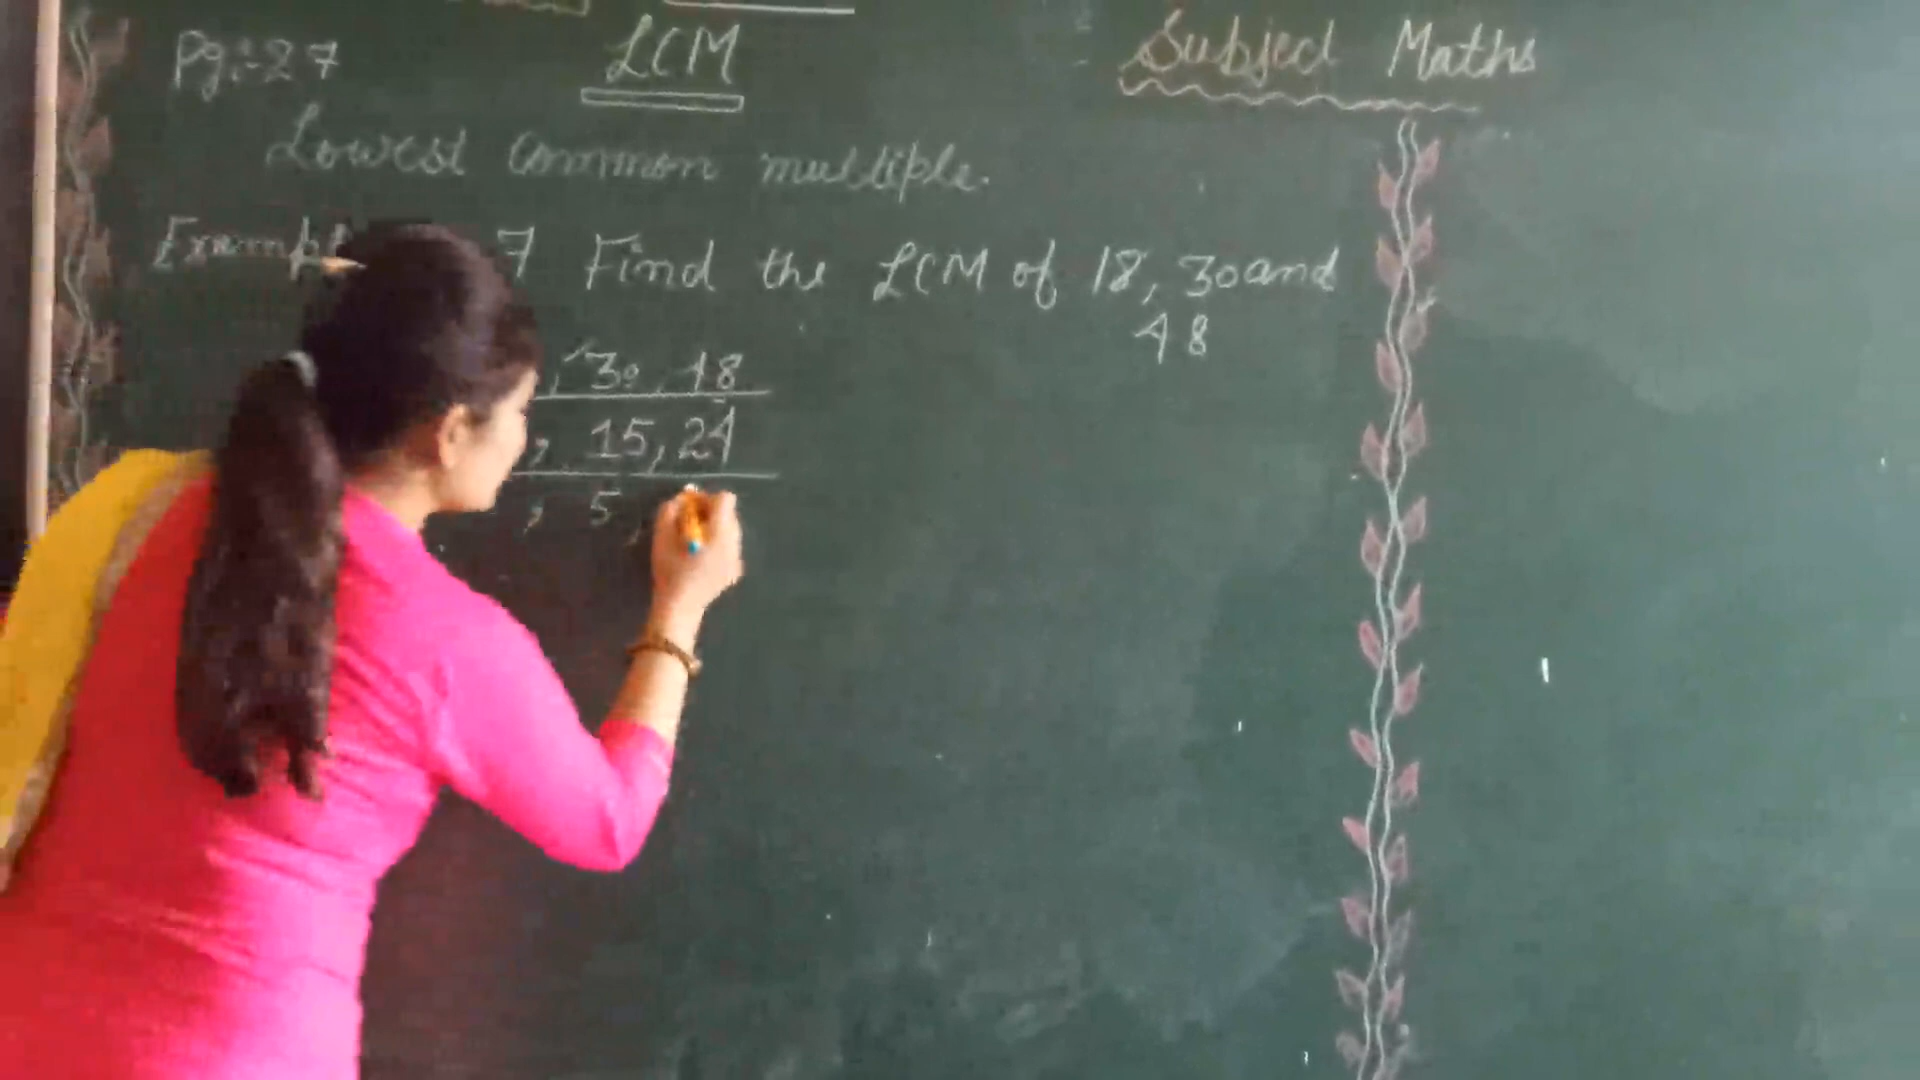 Pg:-27
LCM
Subject Maths
Lowest common multiple.
7 Find the LCM of 18, 30 and
48
, 30, 48
, 15, 24
, 5,